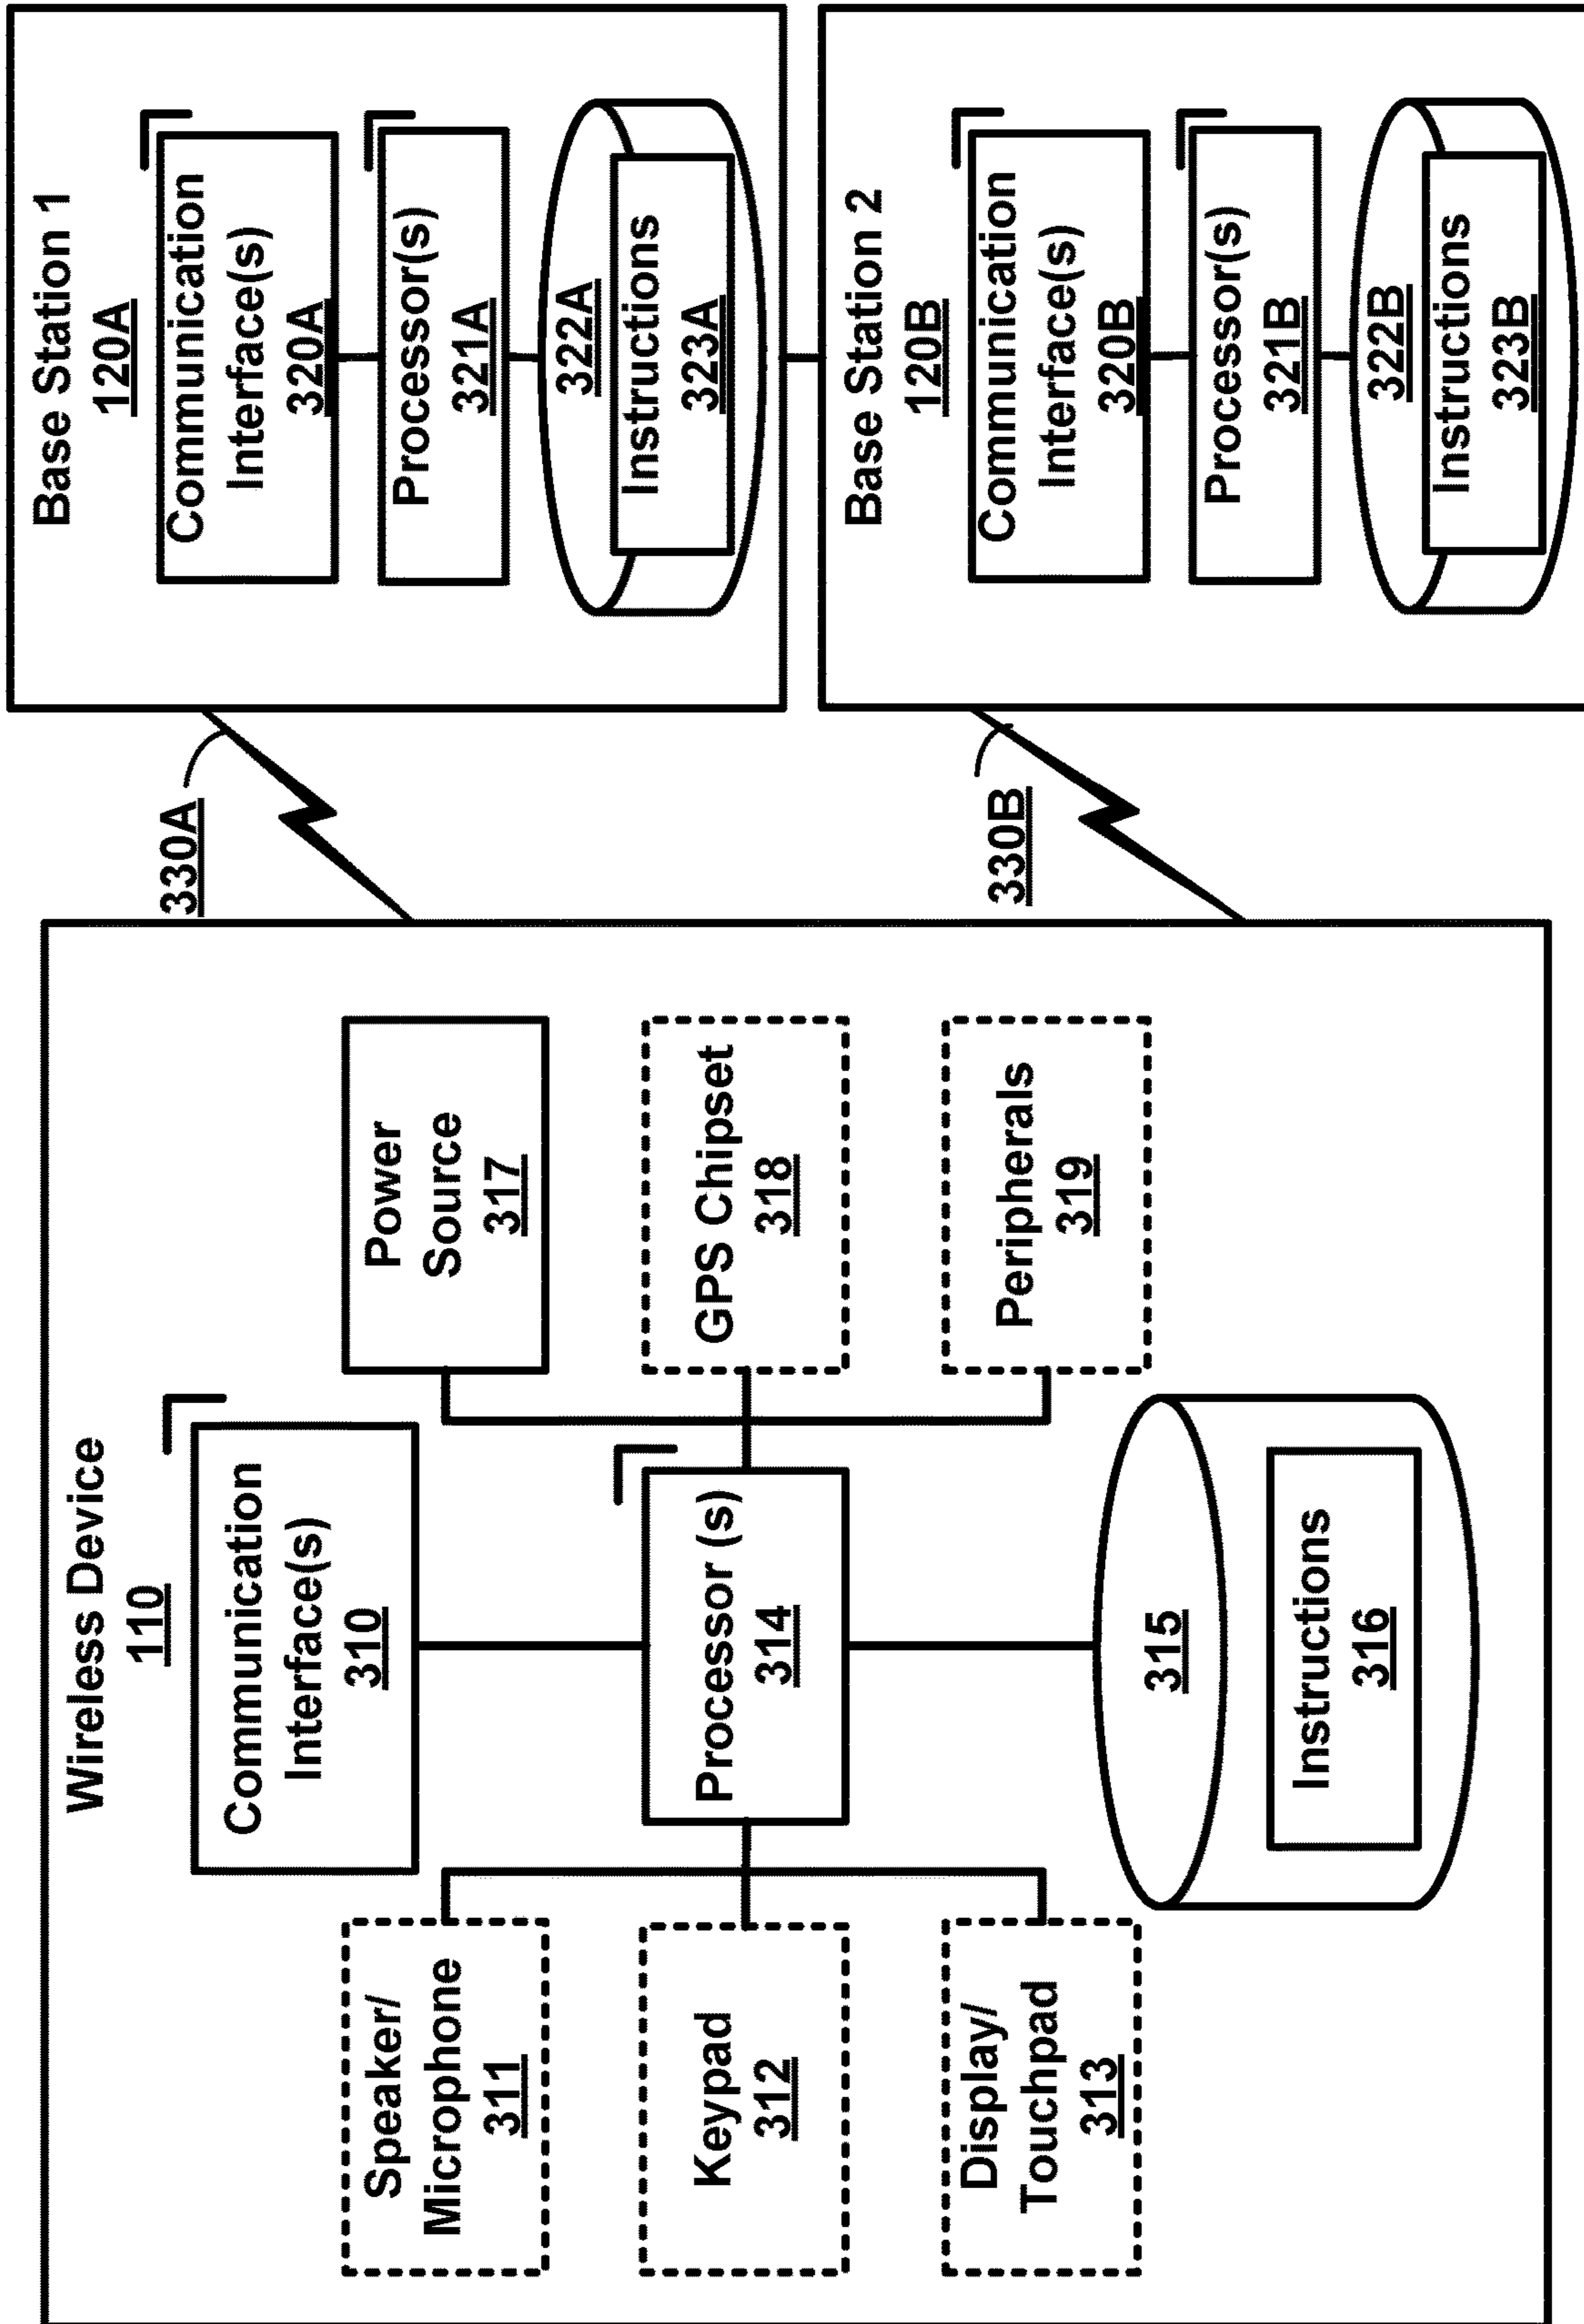 Wireless Device
110
Communication
Interface(s)
310
Speaker/
Microphone
311
Power
Source
317
Keypad
312
Processor (s)
314
GPS Chipset
318
Display/
Touchpad
313
Peripherals
319
315
Instructions
316
330A
330B
Base Station 1
120A
Communication
Interface(s)
320A
Processor(s)
321A
322A
Instructions
323A
Base Station 2
120B
Communication
Interface(s)
320B
Processor(s)
321B
322B
Instructions
323B